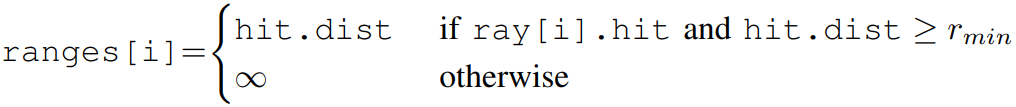 ranges[i]= { hit.dist if ray[i].hit and hit.dist ≥ r_min
∞ otherwise